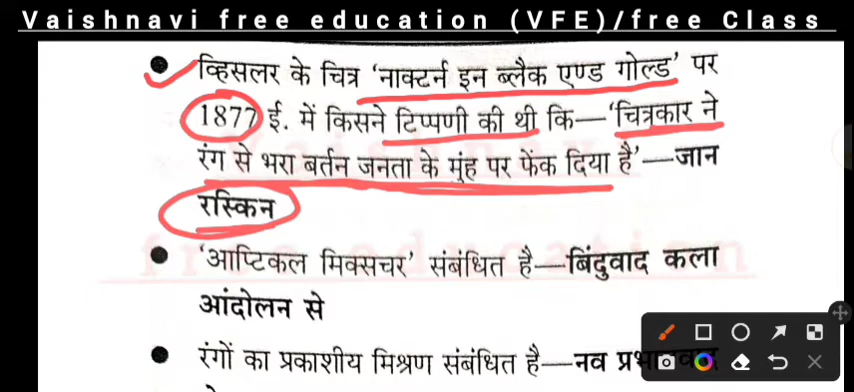 Vaishnavi free education (VFE)/free Class
व्हिसलर के चित्र 'नाक्टर्न इन ब्लैक एण्ड गोल्ड' पर
1877 ई. में किसने टिप्पणी की थी कि—'चित्रकार ने
रंग से भरा बर्तन जनता के मुंह पर फेंक दिया है'—जान
रस्किन
'आप्टिकल मिक्सचर' संबंधित है—बिंदुवाद कला
आंदोलन से
रंगों का प्रकाशीय मिश्रण संबंधित है—नव